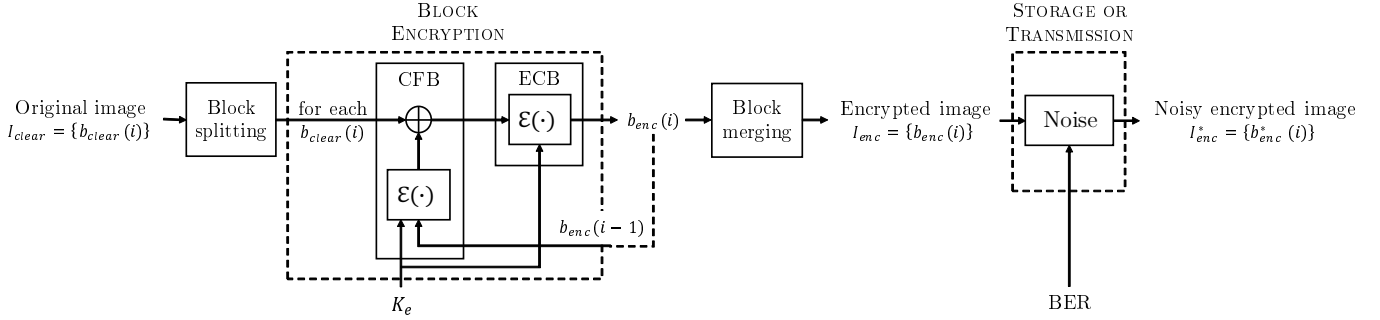 Original image
I_clear = {b_clear(i)}
Block
splitting
BLOCK
ENCRYPTION
for each
b_clear(i)
CFB
ℰ(·)
ECB
ℰ(·)
b_enc(i)
b_enc(i − 1)
K_e
Block
merging
Encrypted image
I_enc = {b_enc(i)}
STORAGE OR
TRANSMISSION
Noise
BER
Noisy encrypted image
I*_enc = {b*_enc(i)}